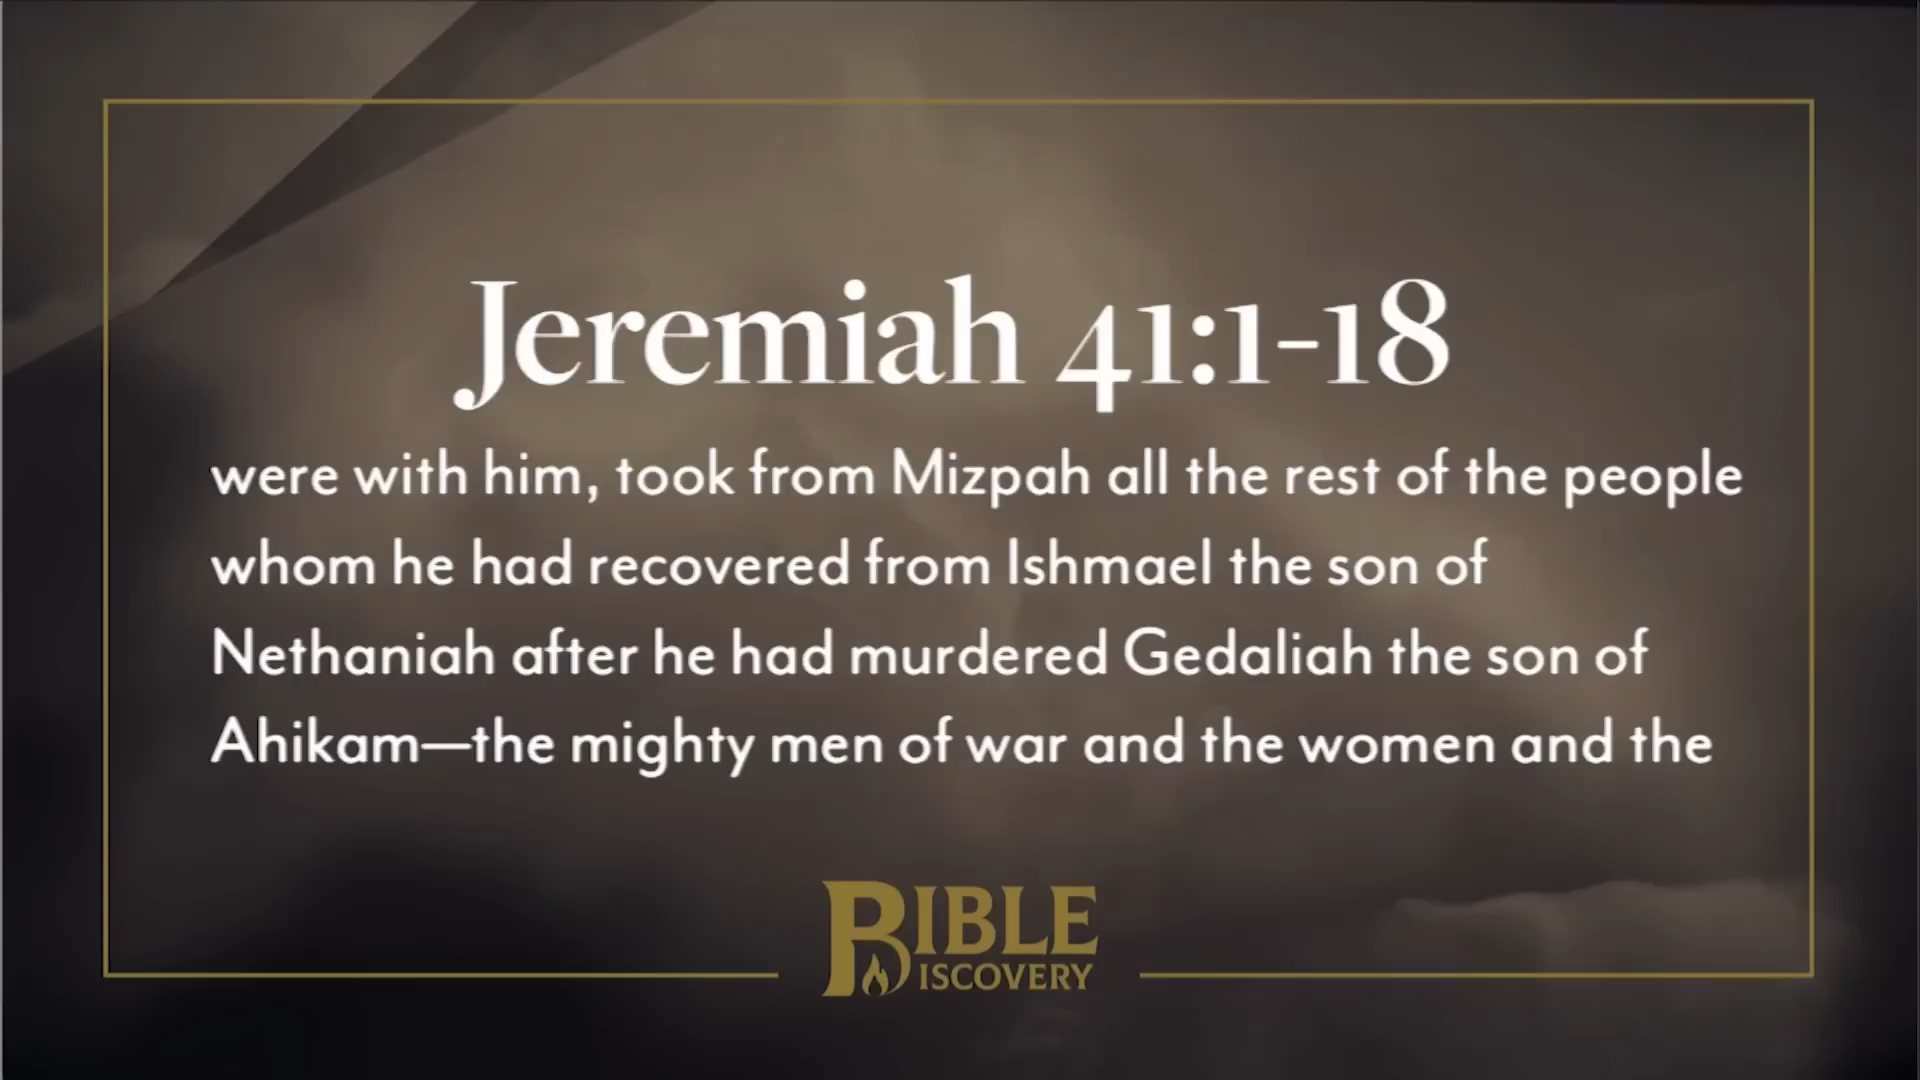 Jeremiah 41:1-18
were with him, took from Mizpah all the rest of the people
whom he had recovered from Ishmael the son of
Nethaniah after he had murdered Gedaliah the son of
Ahikam—the mighty men of war and the women and the
BIBLE
DISCOVERY